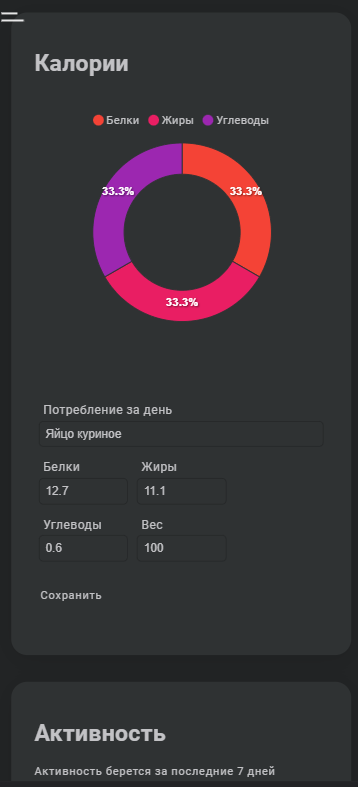 Калории
Белки Жиры Углеводы
33.3% 33.3%
33.3%
Потребление за день
Яйцо куриное
Белки Жиры
12.7 11.1
Углеводы Вес
0.6 100
Сохранить
Активность
Активность берется за последние 7 дней